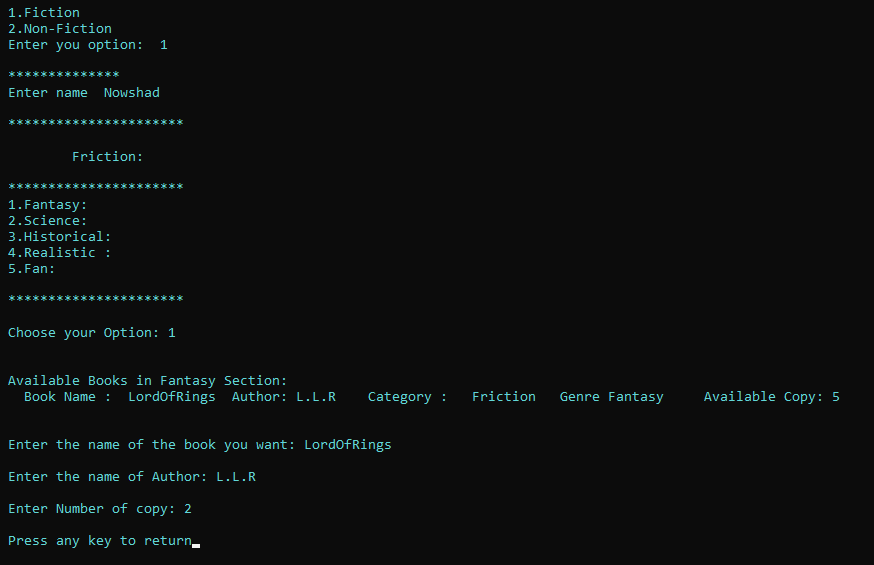 1.Fiction
2.Non-Fiction
Enter you option:  1
**************
Enter name  Nowshad
**********************
Friction:
**********************
1.Fantasy:
2.Science:
3.Historical:
4.Realistic :
5.Fan:
**********************
Choose your Option: 1
Available Books in Fantasy Section:
Book Name :  LordOfRings  Author: L.L.R    Category :   Friction   Genre Fantasy     Available Copy: 5
Enter the name of the book you want: LordOfRings
Enter the name of Author: L.L.R
Enter Number of copy: 2
Press any key to return